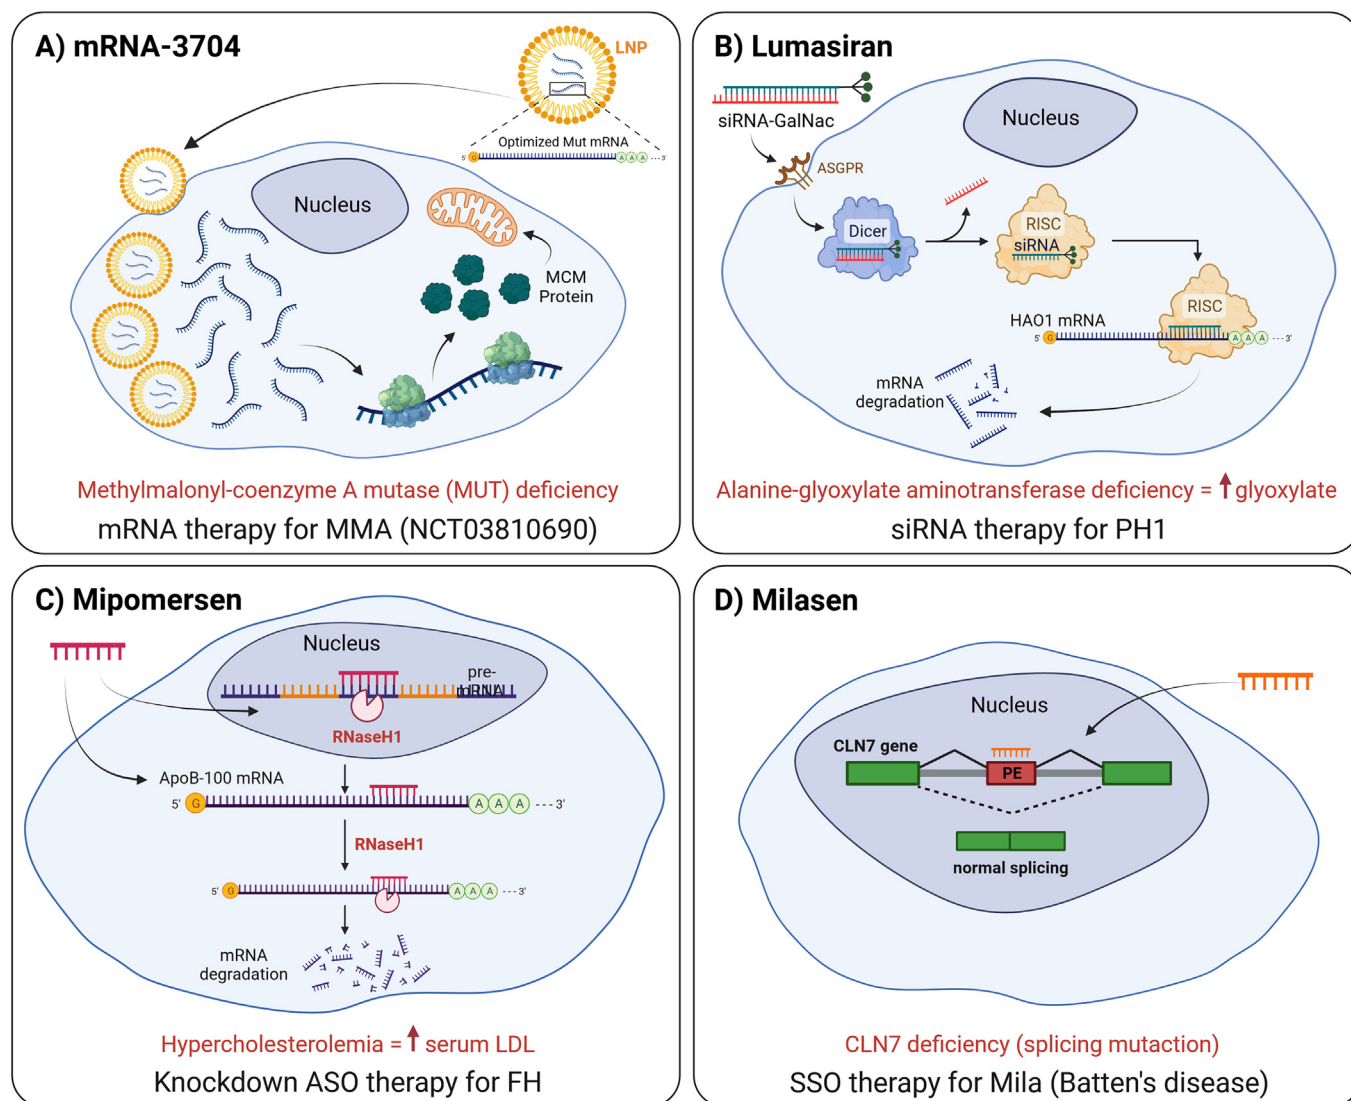 A) mRNA-3704
LNP
Optimized Mut mRNA
5' G A A A --- 3'
Nucleus
MCM
Protein
Methylmalonyl-coenzyme A mutase (MUT) deficiency
mRNA therapy for MMA (NCT03810690)
B) Lumasiran
siRNA-GalNac
ASGPR
Nucleus
Dicer
RISC
siRNA
RISC
HAO1 mRNA
5' G A A A --- 3'
mRNA
degradation
Alanine-glyoxylate aminotransferase deficiency = glyoxylate
siRNA therapy for PH1
C) Mipomersen
Nucleus
pre-
mRNA
RNaseH1
ApoB-100 mRNA
5' G A A A --- 3'
RNaseH1
5' G A A A --- 3'
mRNA
degradation
Hypercholesterolemia = serum LDL
Knockdown ASO therapy for FH
D) Milasen
Nucleus
CLN7 gene
PE
normal splicing
CLN7 deficiency (splicing mutaction)
SSO therapy for Mila (Batten's disease)